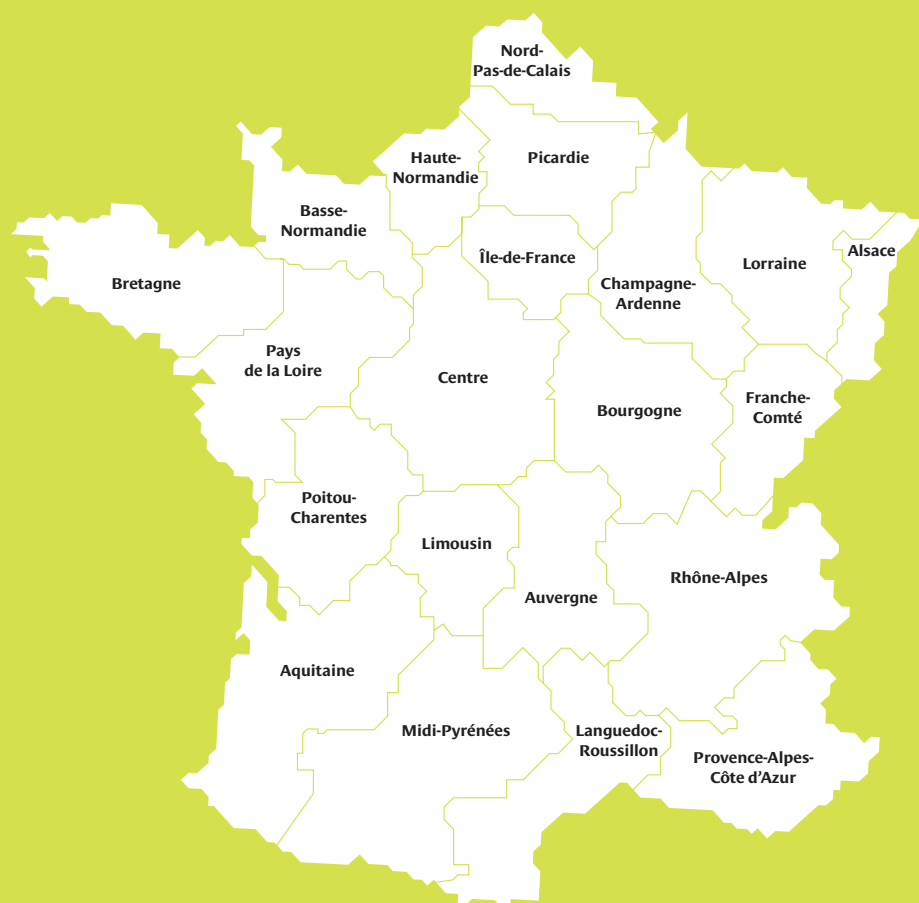 Nord-
Pas-de-Calais
Picardie
Haute-
Normandie
Basse-
Normandie
Île-de-France
Champagne-
Ardenne
Lorraine
Alsace
Bretagne
Pays
de la Loire
Centre
Bourgogne
Franche-
Comté
Poitou-
Charentes
Limousin
Auvergne
Rhône-Alpes
Aquitaine
Midi-Pyrénées
Languedoc-
Roussillon
Provence-Alpes-
Côte d’Azur